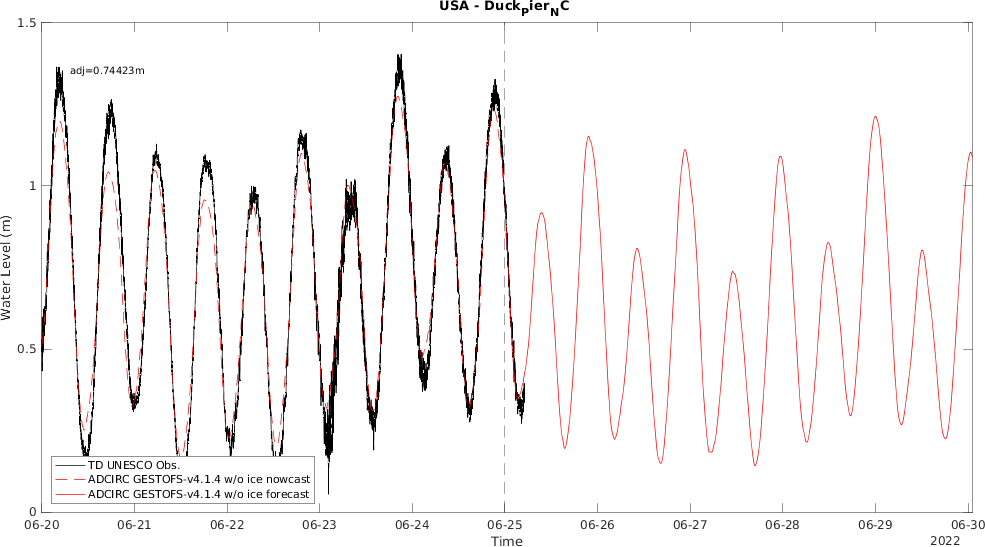 USA - DuckPierNC
1.5
adj=0.74423m
1
Water Level (m)
0.5
TD UNESCO Obs.
ADCIRC GESTOFS-v4.1.4 w/o ice nowcast
ADCIRC GESTOFS-v4.1.4 w/o ice forecast
0
06-20 06-21 06-22 06-23 06-24 06-25 06-26 06-27 06-28 06-29 06-30
Time 2022